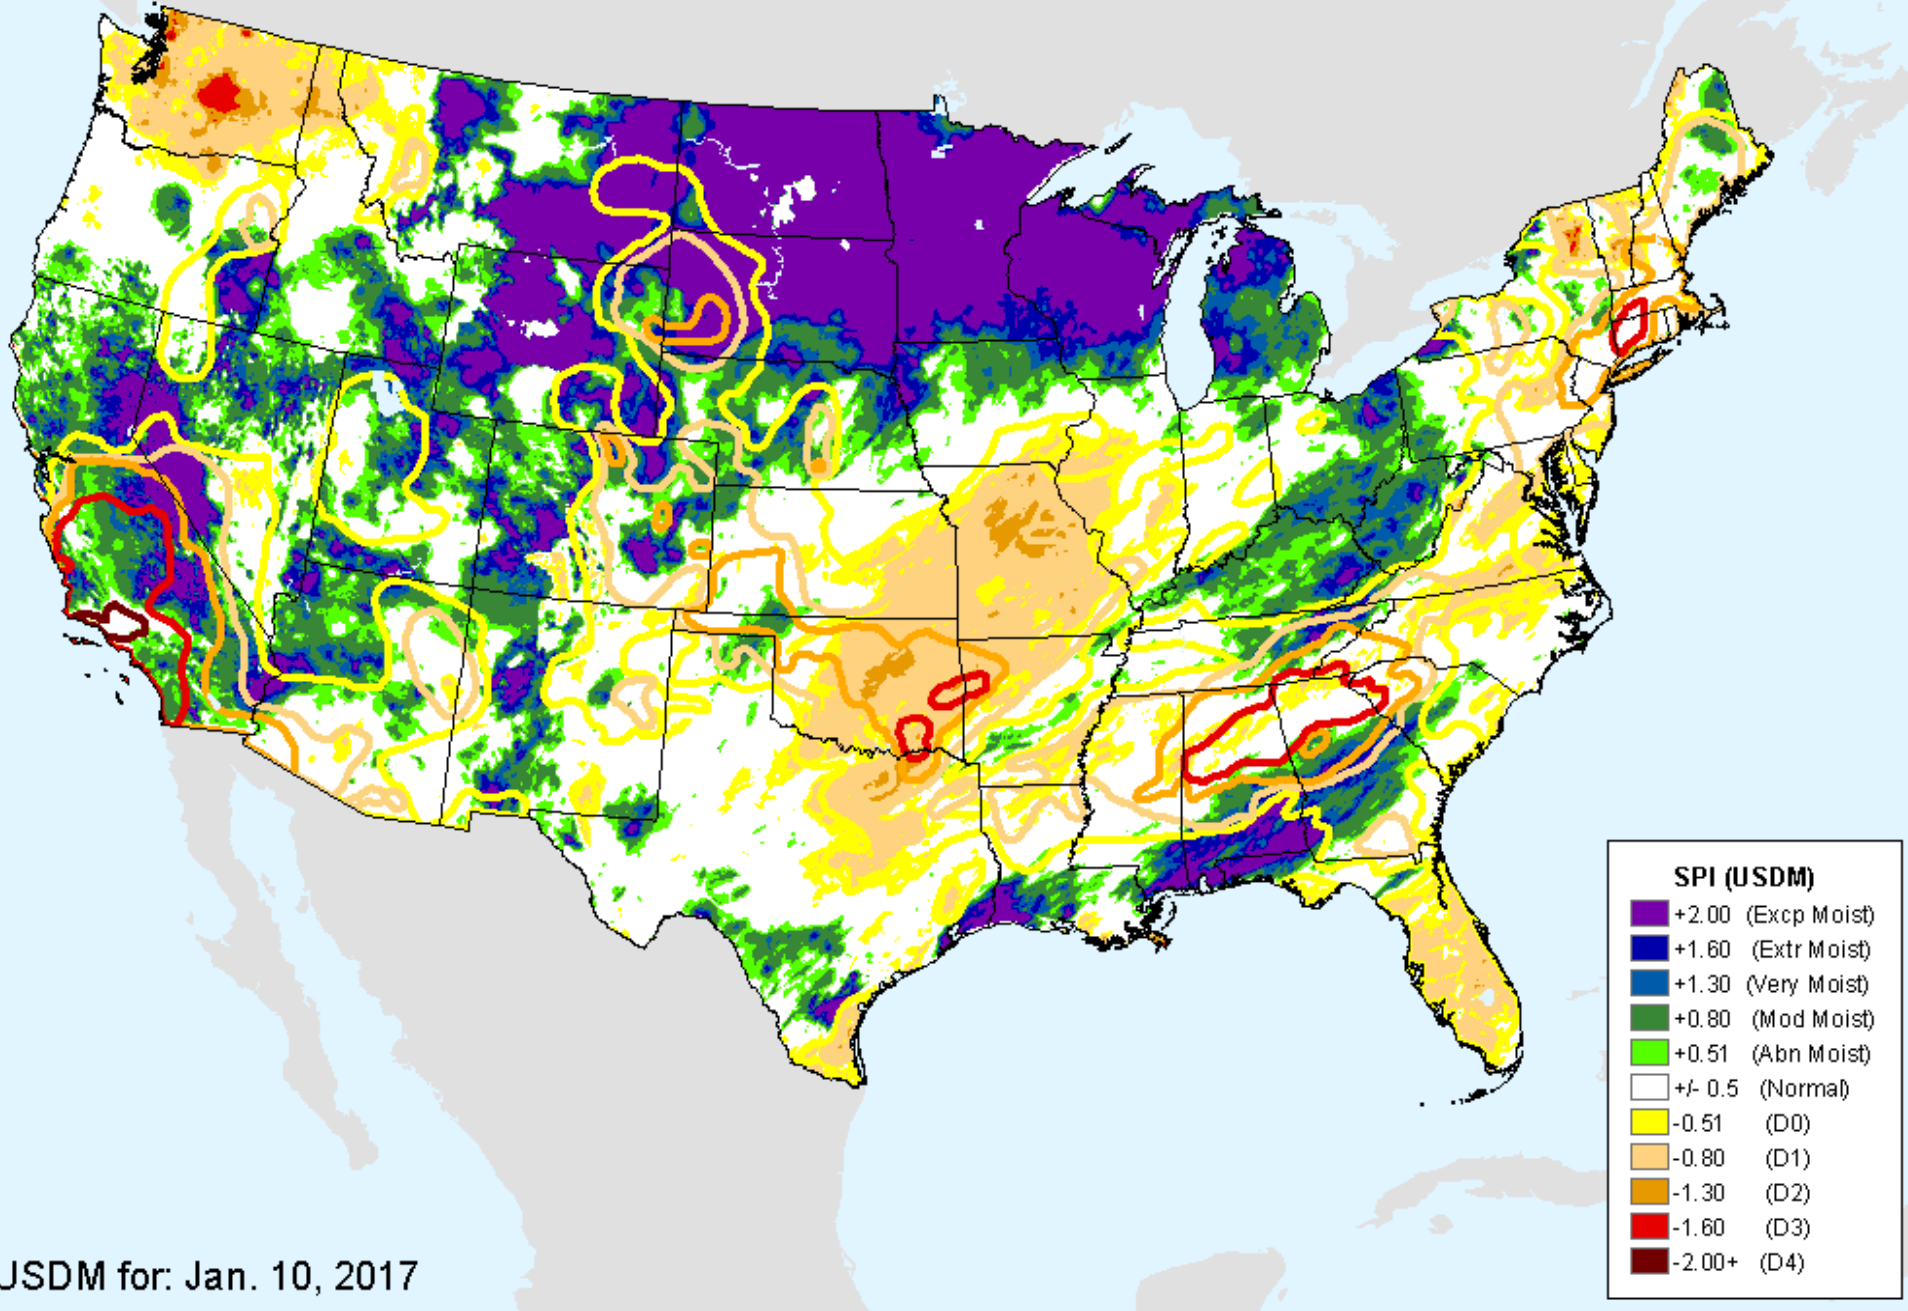 SPI (USDM)
+2.00 (Excp Moist)
+1.60 (Extr Moist)
+1.30 (Very Moist)
+0.80 (Mod Moist)
+0.51 (Abn Moist)
+/- 0.5 (Normal)
-0.51 (D0)
-0.80 (D1)
-1.30 (D2)
-1.60 (D3)
-2.00+ (D4)
USDM for: Jan. 10, 2017